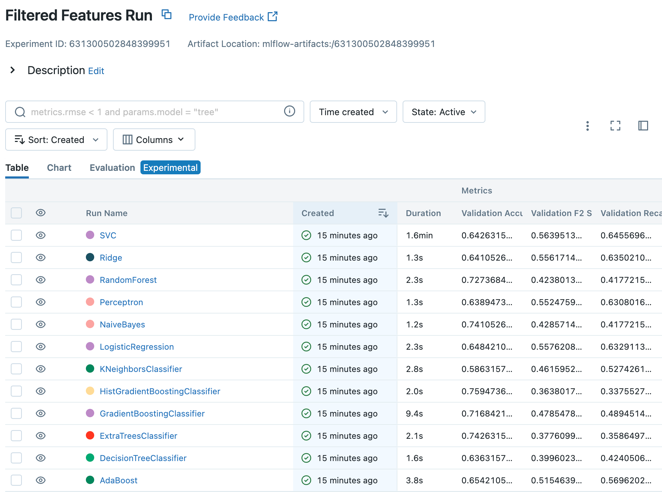 Filtered Features Run Provide Feedback
Experiment ID: 631300502848399951 Artifact Location: mlflow-artifacts:/631300502848399951
Description Edit
metrics.rmse < 1 and params.model = "tree" Time created State: Active
Sort: Created Columns
Table Chart Evaluation Experimental
Metrics
Run Name Created Duration Validation Accu Validation F2 S Validation Reca
SVC 15 minutes ago 1.6min 0.6426315... 0.5639513... 0.6455696...
Ridge 15 minutes ago 1.3s 0.6410526... 0.5561714... 0.6350210...
RandomForest 15 minutes ago 2.3s 0.7273684... 0.4238013... 0.4177215...
Perceptron 15 minutes ago 1.3s 0.6389473... 0.5524759... 0.6308016...
NaiveBayes 15 minutes ago 1.2s 0.7410526... 0.4285714... 0.4177215...
LogisticRegression 15 minutes ago 2.3s 0.6484210... 0.5576208... 0.6329113...
KNeighborsClassifier 15 minutes ago 2.8s 0.5863157... 0.4615952... 0.5274261...
HistGradientBoostingClassifier 15 minutes ago 2.0s 0.7594736... 0.3638017... 0.3375527...
GradientBoostingClassifier 15 minutes ago 9.4s 0.7168421... 0.4785478... 0.4894514...
ExtraTreesClassifier 15 minutes ago 2.1s 0.7426315... 0.3776099... 0.3586497...
DecisionTreeClassifier 15 minutes ago 1.6s 0.6363157... 0.3996023... 0.4240506...
AdaBoost 15 minutes ago 3.8s 0.6542105... 0.5154639... 0.5696202...